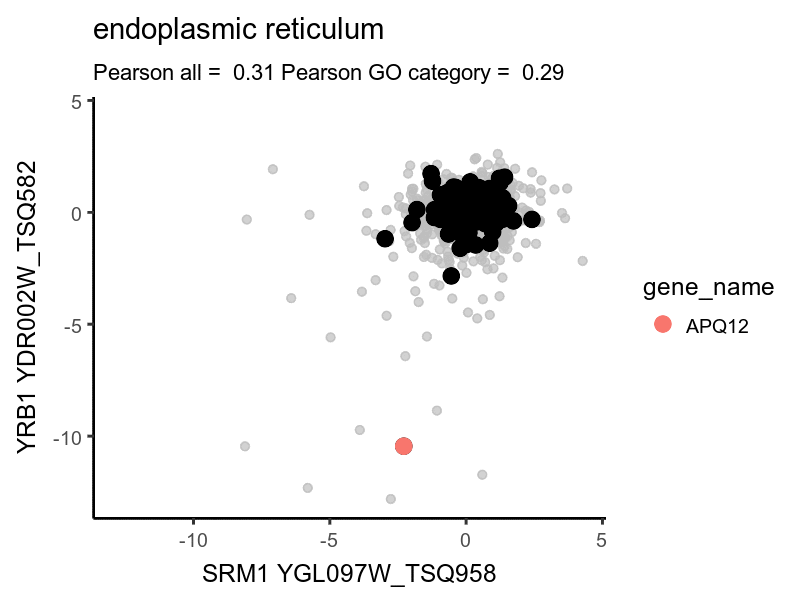 endoplasmic reticulum
Pearson all =  0.31 Pearson GO category =  0.29
YRB1 YDR002W_TSQ582
5
0
-5
-10
-10
-5
0
5
SRM1 YGL097W_TSQ958
gene_name
APQ12